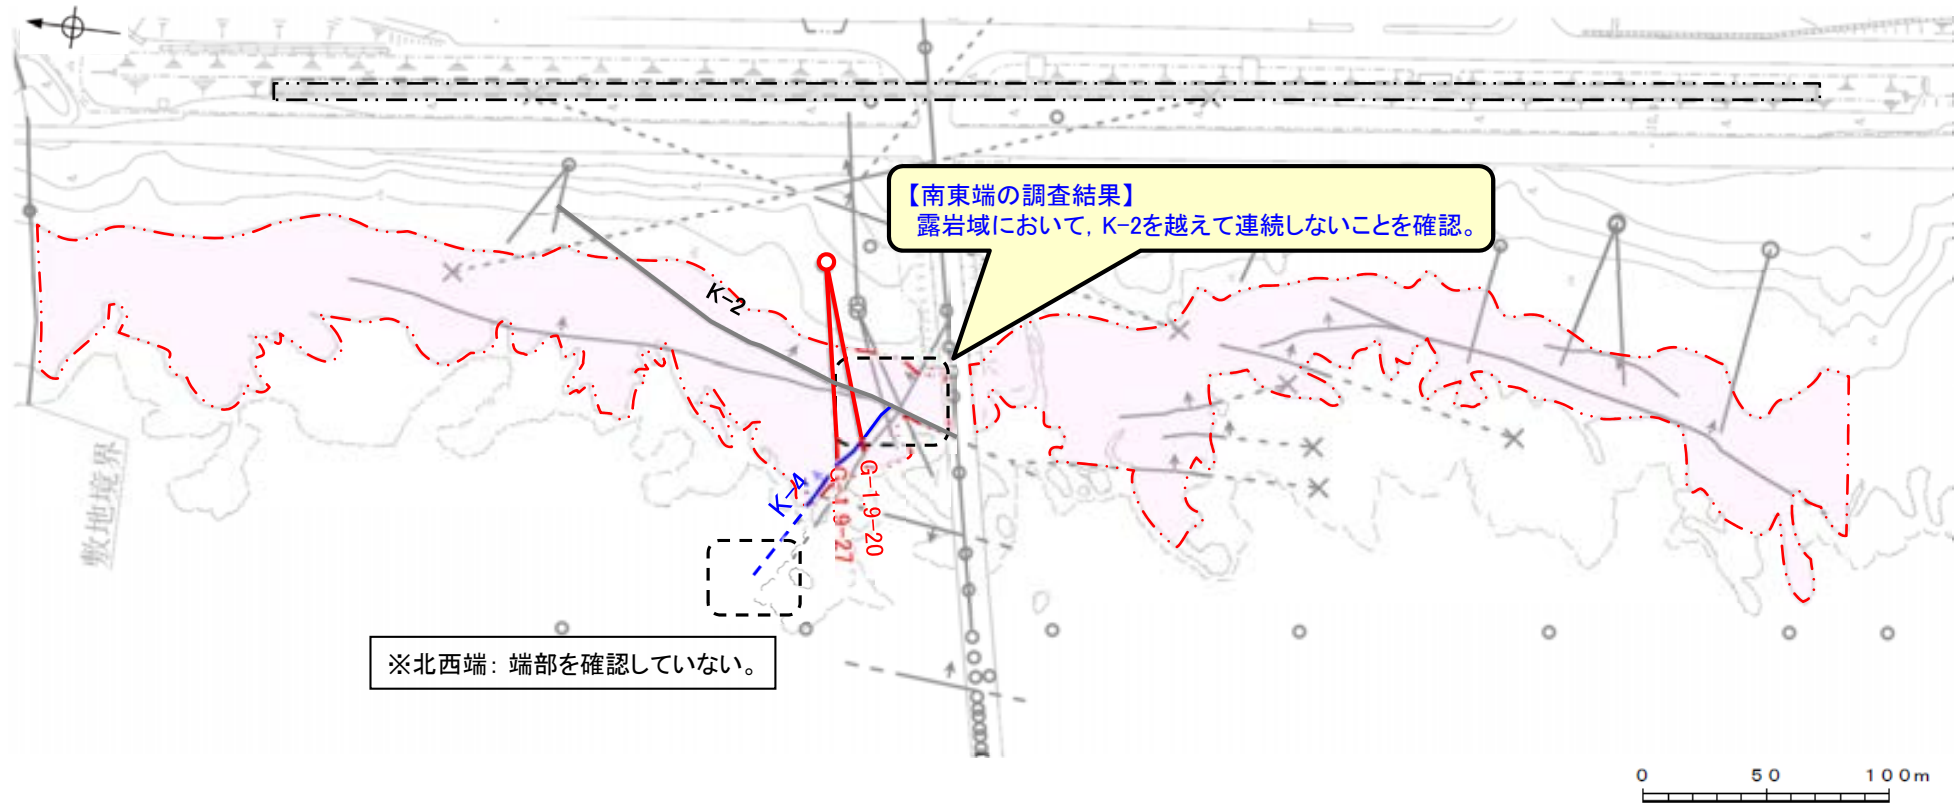 【南東端の調査結果】
露岩域において，K-2を越えて連続しないことを確認。
K-2
K-4
G-1.9-20
G-1.9-27
敷地境界
※北西端：端部を確認していない。
0 50 100m